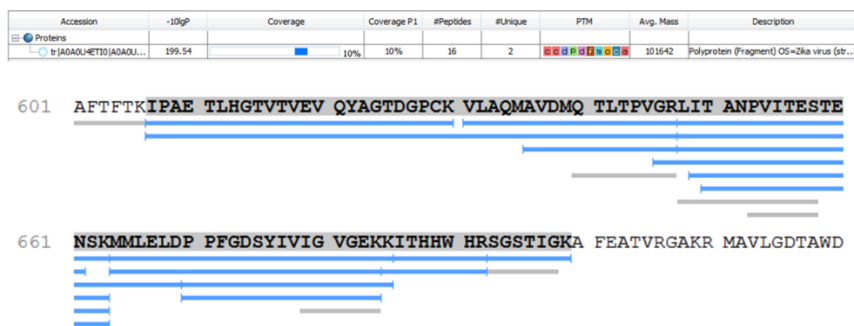 Accession -10lgP Coverage Coverage P1 #Peptides #Unique PTM Avg. Mass Description
Proteins
tr|A0A0U4ETI0|A0A0U... 199.54 10% 10% 16 2 101642 Polyprotein (Fragment) OS=Zika virus (str...
601 AFTFTKIPAE TLHGTVTVEV QYAGTDGPCK VLAQMAVDMQ TLTPVGRLIT ANPVITESTE
661 NSKMMLELDP PFGDSYIVIG VGEKKITHHW HRSGSTIGKA FEATVRGAKR MAVLGDTAWD